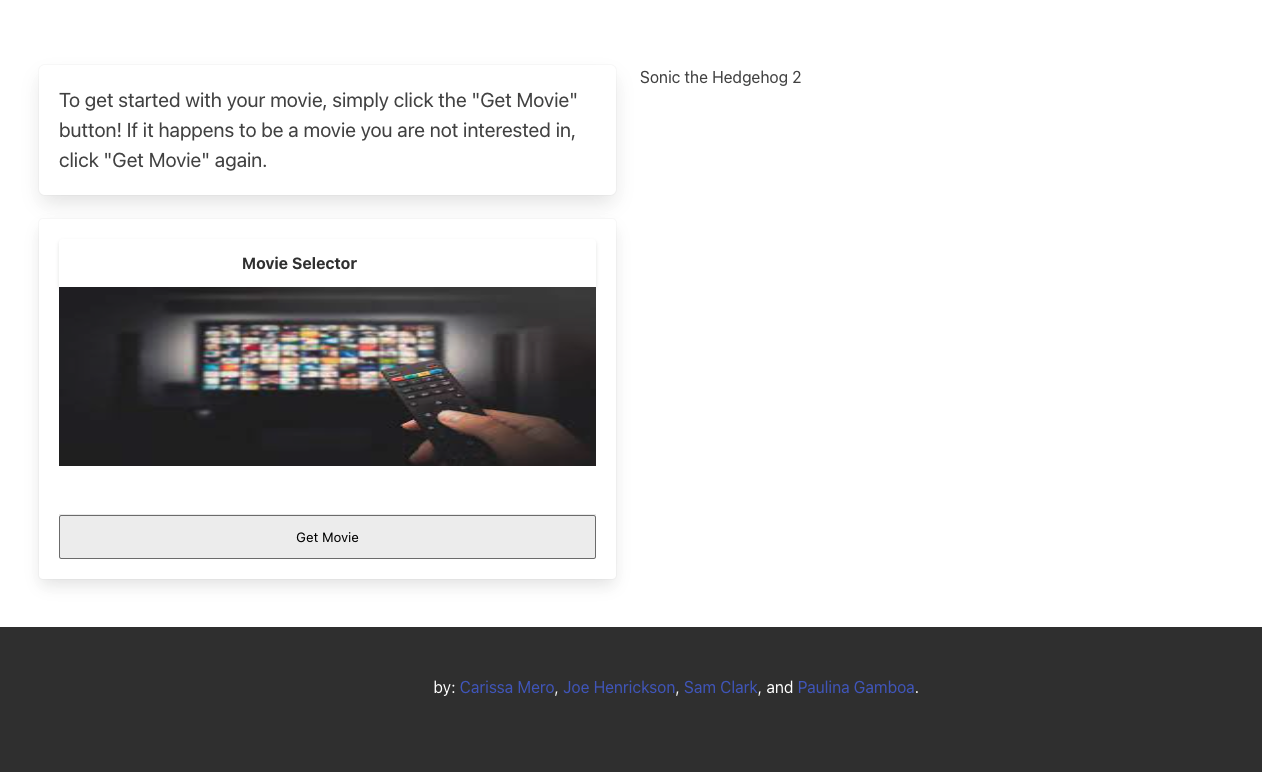 To get started with your movie, simply click the "Get Movie"
button! If it happens to be a movie you are not interested in,
click "Get Movie" again.
Sonic the Hedgehog 2
Movie Selector
Get Movie
by: Carissa Mero, Joe Henrickson, Sam Clark, and Paulina Gamboa.